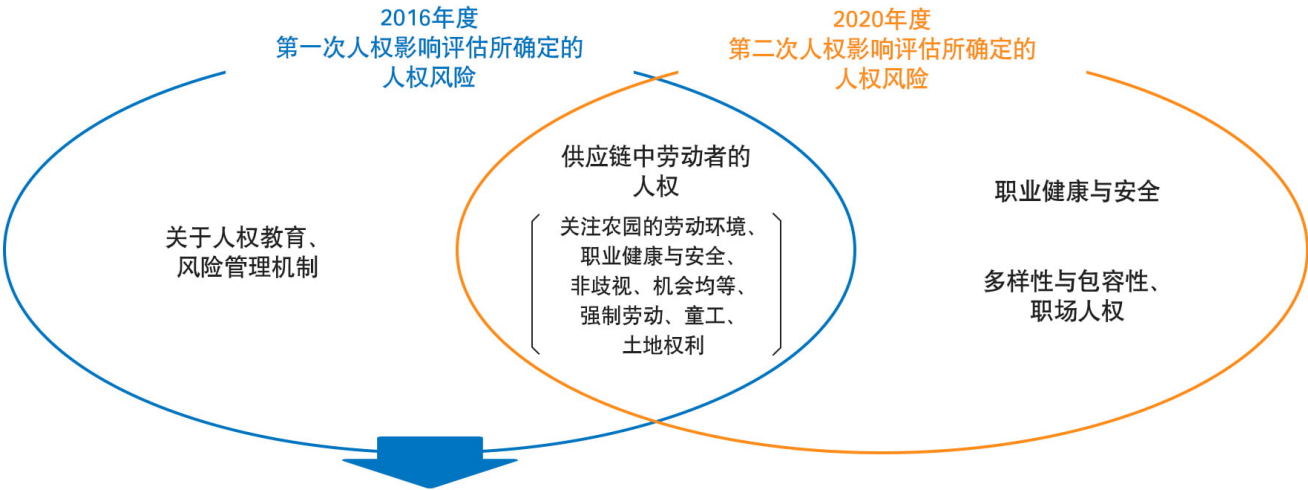 2016年度
第一次人权影响评估所确定的
人权风险
2020年度
第二次人权影响评估所确定的
人权风险
关于人权教育、
风险管理机制
供应链中劳动者的
人权
关注农园的劳动环境、
职业健康与安全、
非歧视、机会均等、
强制劳动、童工、
土地权利
职业健康与安全
多样性与包容性、
职场人权